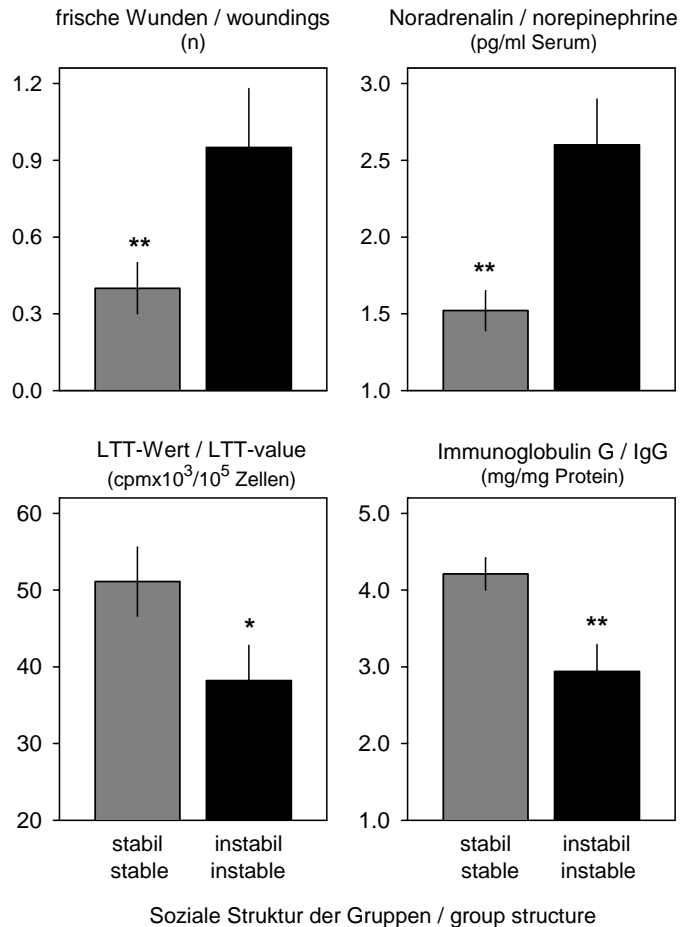 frische Wunden / woundings
(n)
1.2
0.9
0.6
0.3
0.0
**
Noradrenalin / norepinephrine
(pg/ml Serum)
3.0
2.5
2.0
1.5
1.0
**
LTT-Wert / LTT-value
(cpmx10³/10⁵ Zellen)
60
50
40
30
20
*
stabil instabil
stable instable
Immunoglobulin G / IgG
(mg/mg Protein)
5.0
4.0
3.0
2.0
1.0
**
stabil instabil
stable instable
Soziale Struktur der Gruppen / group structure